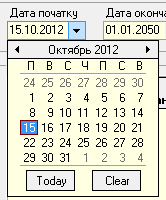 Дата початку Дата оконча
15.10.2012 01.01.2050
Октябрь 2012
П В С Ч П С В
24 25 26 27 28 29 30
1 2 3 4 5 6 7
8 9 10 11 12 13 14
15 16 17 18 19 20 21
22 23 24 25 26 27 28
29 30 31 1 2 3 4
Today Clear